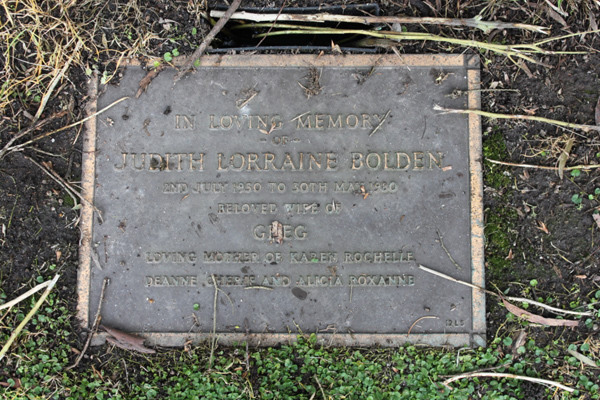 IN LOVING MEMORY
- OF -
JUDITH LORRAINE BOLDEN
2ND JULY 1950 TO 30TH MAY 1980
BELOVED WIFE OF
GREG
LOVING MOTHER OF KAREN ROCHELLE
DEANNE CHERIE AND ALICIA ROXANNE